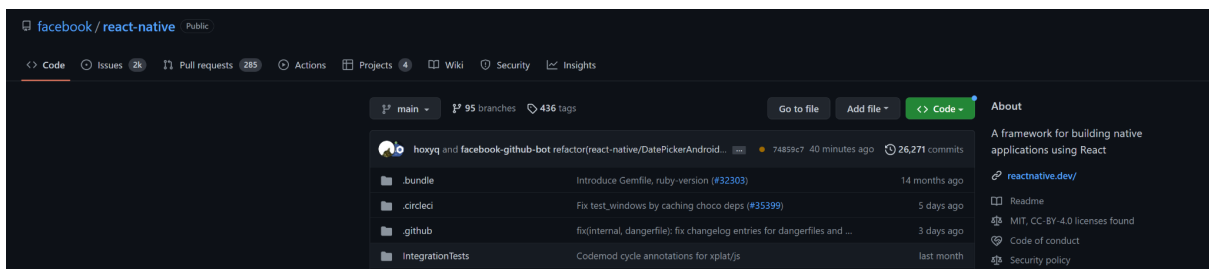 facebook / react-native Public
Code Issues 2k Pull requests 285 Actions Projects 4 Wiki Security Insights
main 95 branches 436 tags Go to file Add file Code
hoxyq and facebook-github-bot refactor(react-native/DatePickerAndroid... ... 74859c7 40 minutes ago 26,271 commits
.bundle Introduce Gemfile, ruby-version (#32303) 14 months ago
.circleci Fix test_windows by caching choco deps (#35399) 5 days ago
.github fix(internal, dangerfile): fix changelog entries for dangerfiles and ... 3 days ago
IntegrationTests Codemod cycle annotations for xplat/js last month
About
A framework for building native
applications using React
reactnative.dev/
Readme
MIT, CC-BY-4.0 licenses found
Code of conduct
Security policy